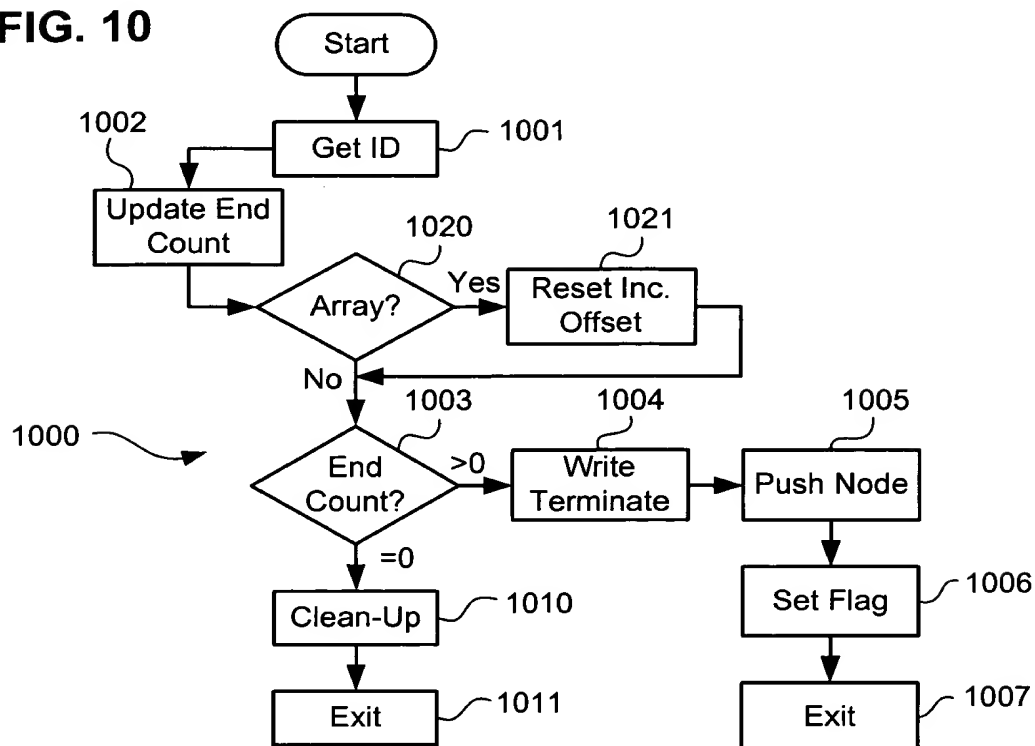 FIG. 10
Start
1002
Get ID
1001
Update End
Count
1020
1021
Array?
Yes
Reset Inc.
Offset
No
1003
1004
1005
1000
End
Count?
>0
Write
Terminate
Push Node
=0
1010
Clean-Up
Set Flag
1006
Exit
1011
Exit
1007